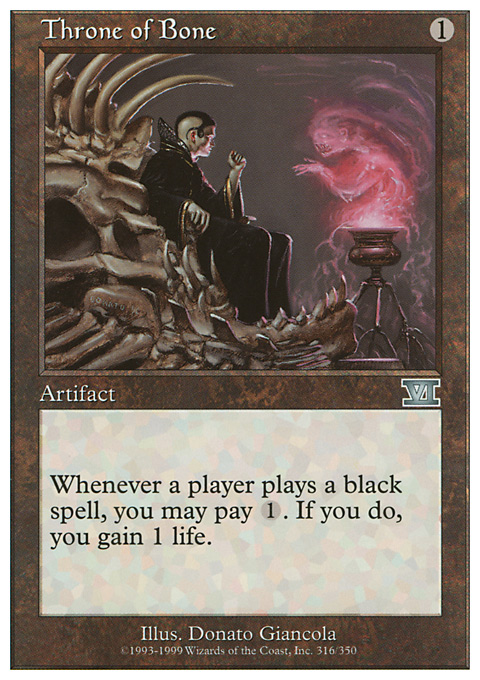 Throne of Bone
1
Artifact
VI
Whenever a player plays a black
spell, you may pay 1. If you do,
you gain 1 life.
Illus. Donato Giancola
©1993-1999 Wizards of the Coast, Inc. 316/350